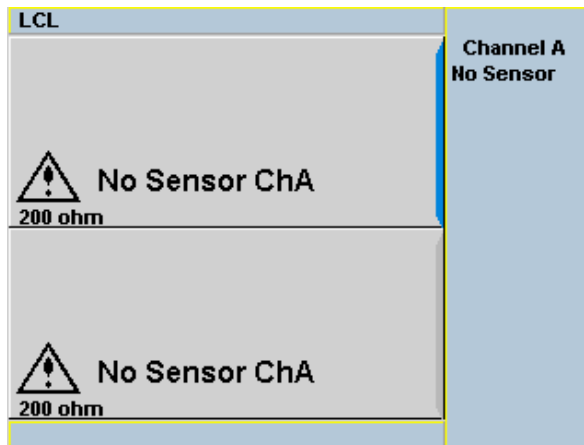 LCL
Channel A
No Sensor
No Sensor ChA
200 ohm
No Sensor ChA
200 ohm